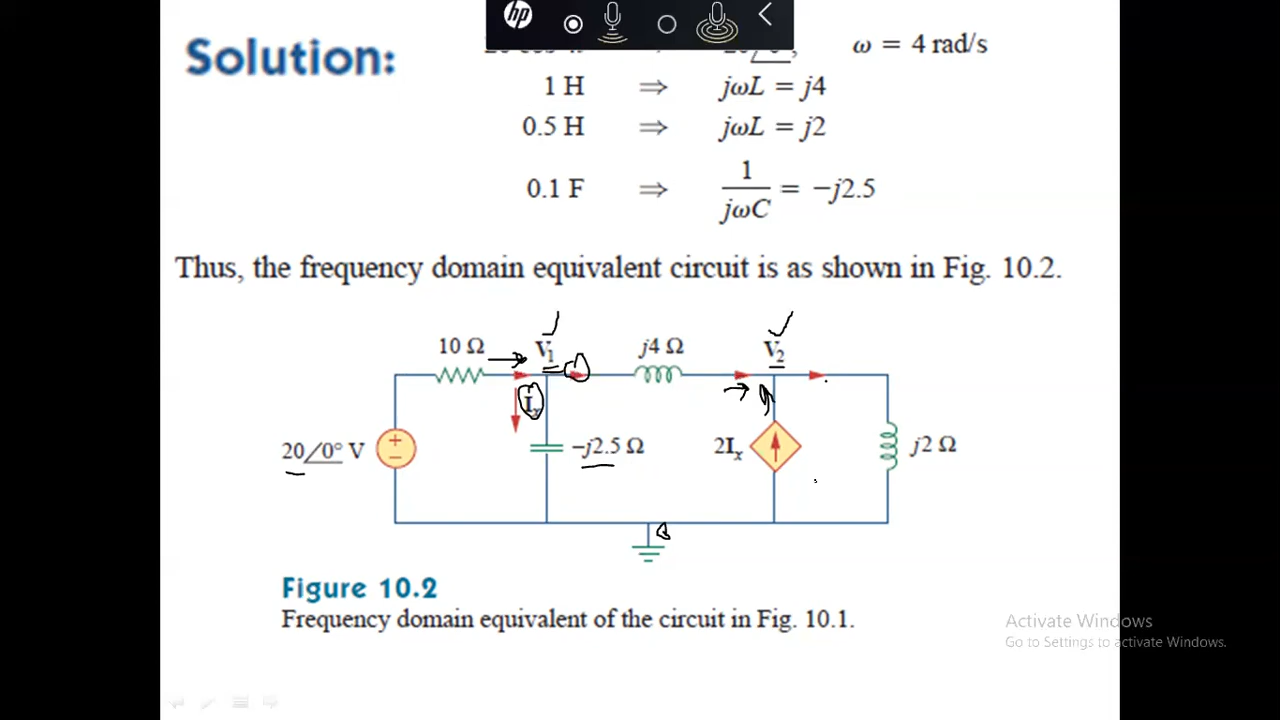 hp
Solution:
ω = 4 rad/s
1 H ⇒ jωL = j4
0.5 H ⇒ jωL = j2
0.1 F ⇒ 1/jωC = −j2.5
Thus, the frequency domain equivalent circuit is as shown in Fig. 10.2.
10 Ω V₁ j4 Ω V₂
Iₓ
20∠0° V −j2.5 Ω 2Iₓ j2 Ω
Figure 10.2
Frequency domain equivalent of the circuit in Fig. 10.1.
Activate Windows
Go to Settings to activate Windows.